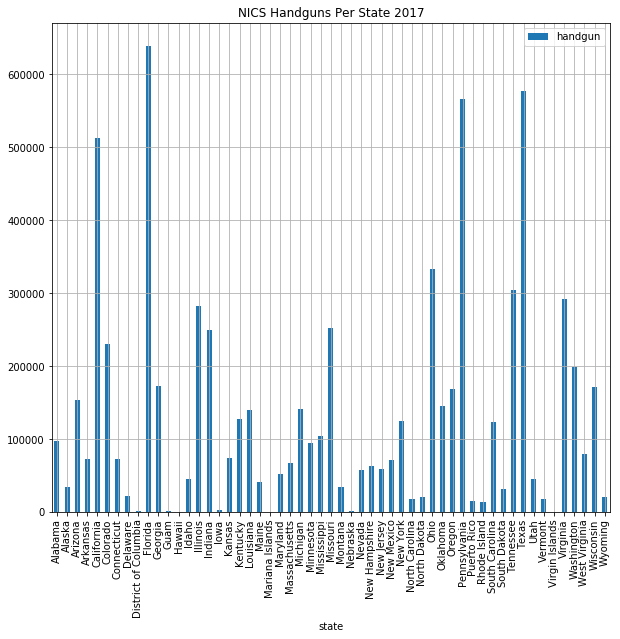 NICS Handguns Per State 2017
handgun
600000
500000
400000
300000
200000
100000
0
Alabama
Alaska
Arizona
Arkansas
California
Colorado
Connecticut
Delaware
District of Columbia
Florida
Georgia
Guam
Hawaii
Idaho
Illinois
Indiana
Iowa
Kansas
Kentucky
Louisiana
Maine
Mariana Islands
Maryland
Massachusetts
Michigan
Minnesota
Mississippi
Missouri
Montana
Nebraska
Nevada
New Hampshire
New Jersey
New Mexico
New York
North Carolina
North Dakota
Ohio
Oklahoma
Oregon
Pennsylvania
Puerto Rico
Rhode Island
South Carolina
South Dakota
Tennessee
Texas
Utah
Vermont
Virgin Islands
Virginia
Washington
West Virginia
Wisconsin
Wyoming
state